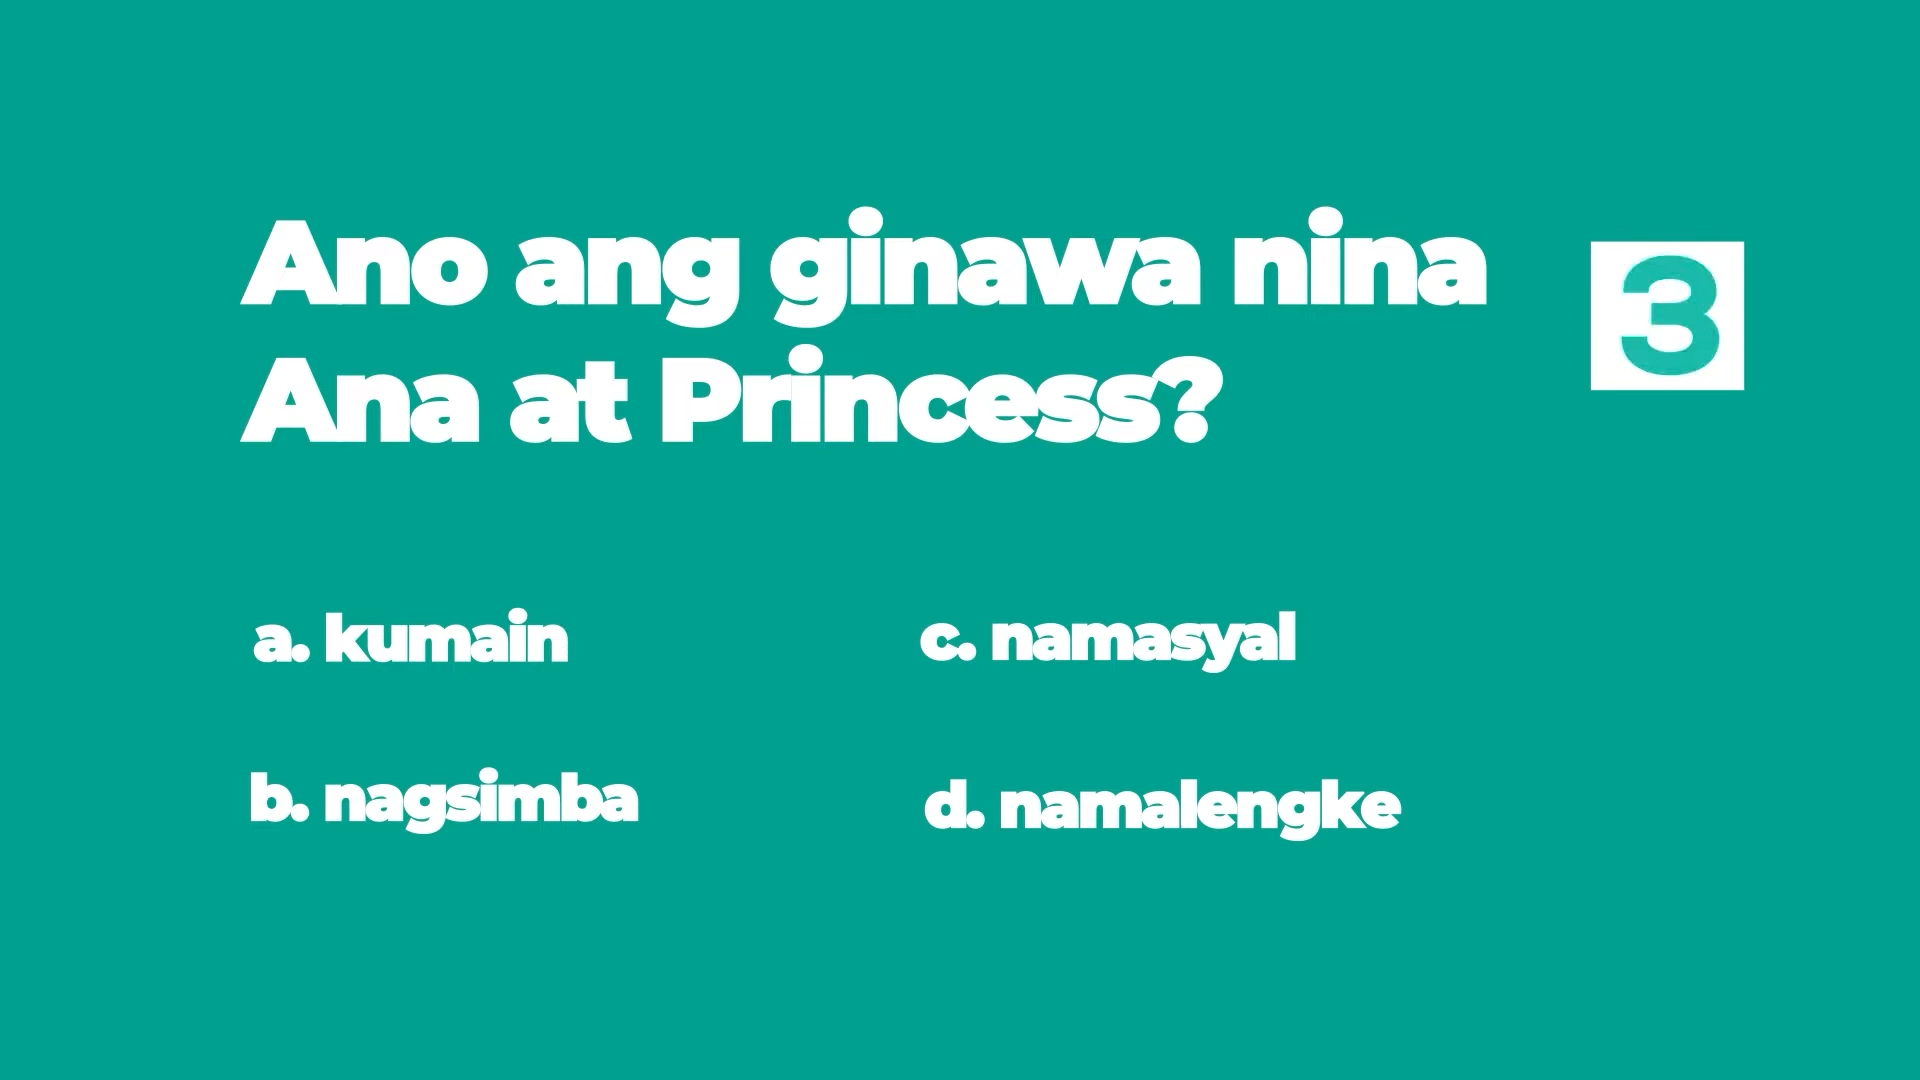 Ano ang ginawa nina
Ana at Princess?
3
a. kumain
b. nagsimba
c. namasyal
d. namalengke